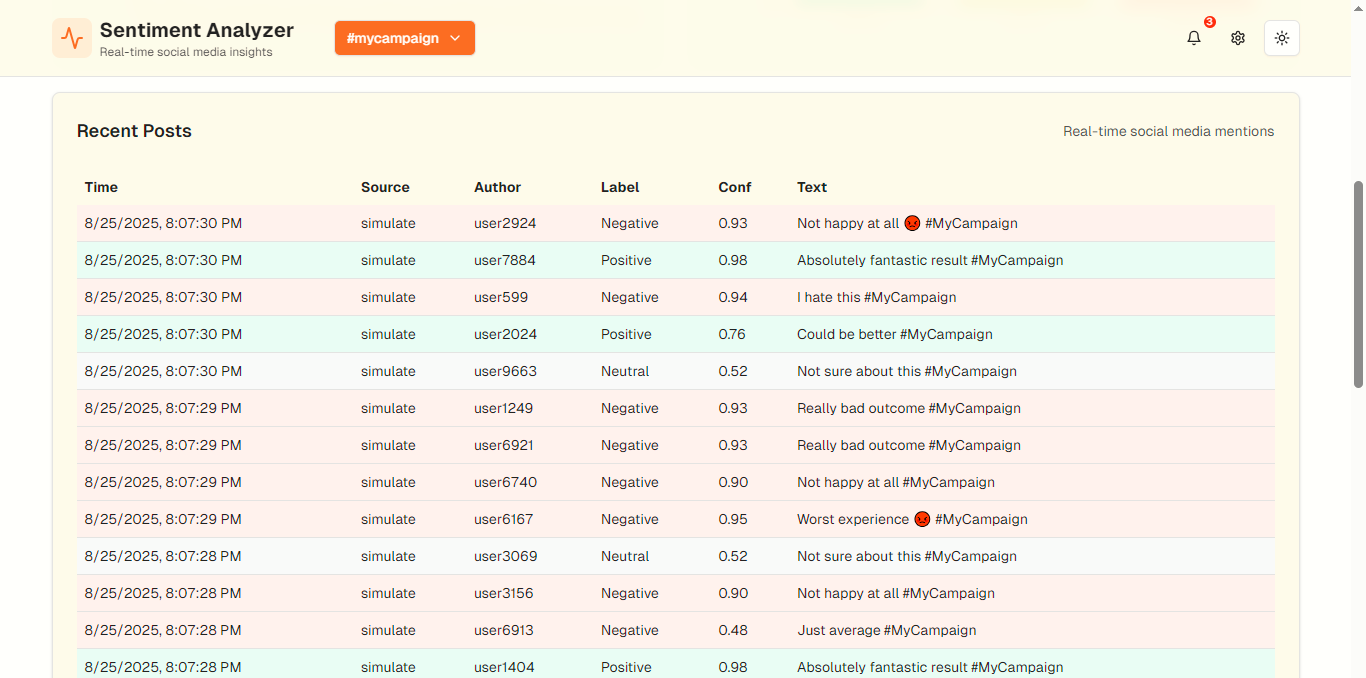 Sentiment Analyzer
Real-time social media insights
#mycampaign
3
Recent Posts
Real-time social media mentions
Time Source Author Label Conf Text
8/25/2025, 8:07:30 PM simulate user2924 Negative 0.93 Not happy at all 😡 #MyCampaign
8/25/2025, 8:07:30 PM simulate user7884 Positive 0.98 Absolutely fantastic result #MyCampaign
8/25/2025, 8:07:30 PM simulate user599 Negative 0.94 I hate this #MyCampaign
8/25/2025, 8:07:30 PM simulate user2024 Positive 0.76 Could be better #MyCampaign
8/25/2025, 8:07:30 PM simulate user9663 Neutral 0.52 Not sure about this #MyCampaign
8/25/2025, 8:07:29 PM simulate user1249 Negative 0.93 Really bad outcome #MyCampaign
8/25/2025, 8:07:29 PM simulate user6921 Negative 0.93 Really bad outcome #MyCampaign
8/25/2025, 8:07:29 PM simulate user6740 Negative 0.90 Not happy at all #MyCampaign
8/25/2025, 8:07:29 PM simulate user6167 Negative 0.95 Worst experience 😡 #MyCampaign
8/25/2025, 8:07:28 PM simulate user3069 Neutral 0.52 Not sure about this #MyCampaign
8/25/2025, 8:07:28 PM simulate user3156 Negative 0.90 Not happy at all #MyCampaign
8/25/2025, 8:07:28 PM simulate user6913 Negative 0.48 Just average #MyCampaign
8/25/2025, 8:07:28 PM simulate user1404 Positive 0.98 Absolutely fantastic result #MyCampaign